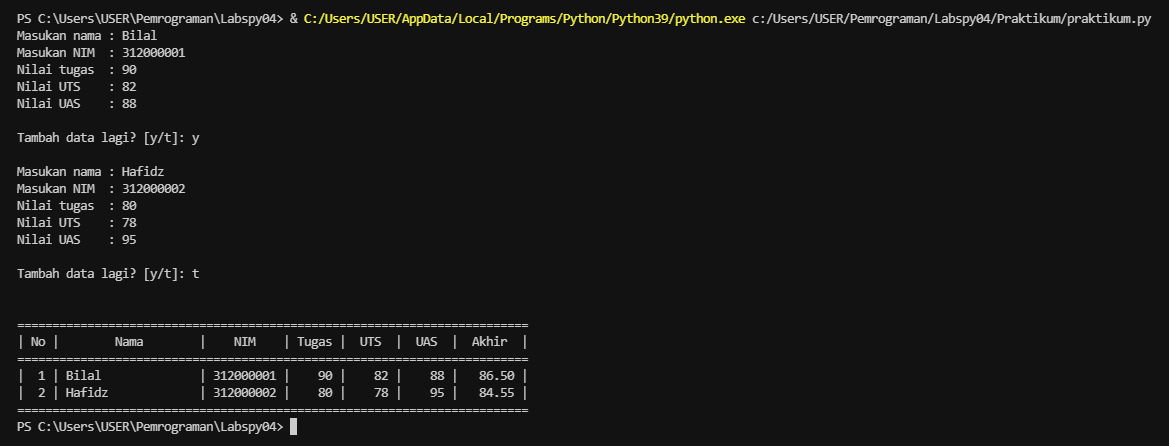 PS C:\Users\USER\Pemrograman\Labspy04> & C:/Users/USER/AppData/Local/Programs/Python/Python39/python.exe c:/Users/USER/Pemrograman/Labspy04/Praktikum/praktikum.py
Masukan nama : Bilal
Masukan NIM  : 312000001
Nilai tugas  : 90
Nilai UTS    : 82
Nilai UAS    : 88
Tambah data lagi? [y/t]: y
Masukan nama : Hafidz
Masukan NIM  : 312000002
Nilai tugas  : 80
Nilai UTS    : 78
Nilai UAS    : 95
Tambah data lagi? [y/t]: t
=========================================================================
| No |        Nama        |    NIM    | Tugas |  UTS  |  UAS  |  Akhir  |
=========================================================================
|  1 | Bilal              | 312000001 |    90 |    82 |    88 |   86.50 |
|  2 | Hafidz             | 312000002 |    80 |    78 |    95 |   84.55 |
=========================================================================
PS C:\Users\USER\Pemrograman\Labspy04>